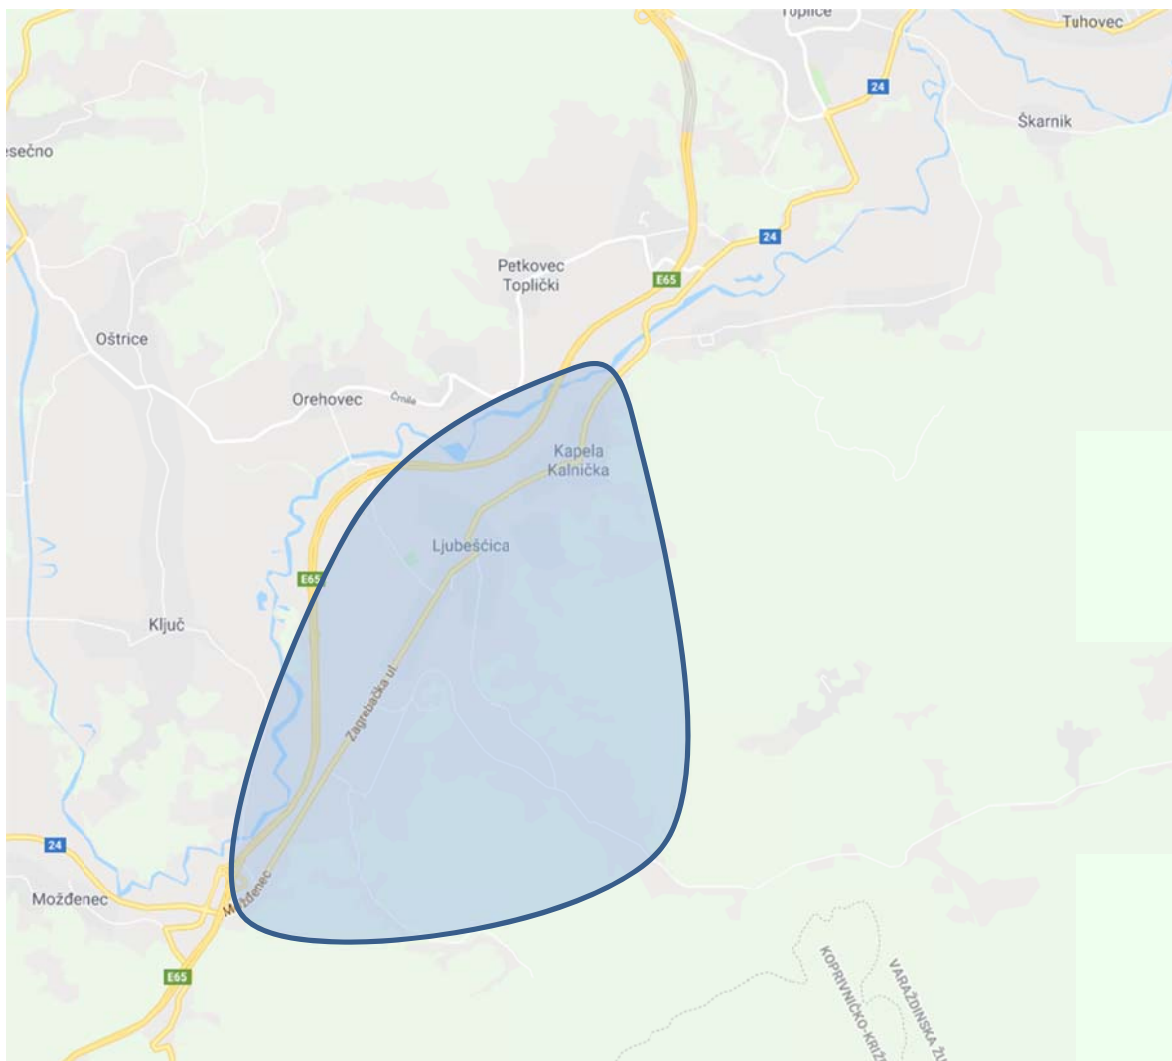 Toplice
Tuhovec
24
Škarnik
esečno
24
Petkovec
Toplički
E65
Oštrice
Orehovec
Črnile
Kapela
Kalnička
Ljubešćica
E65
Ključ
Zagrebačka ul.
24
Možđenec
Možđenec
E65
KOPRIVNIČKO-KRIŽ
VARAŽDINSKA ŽU